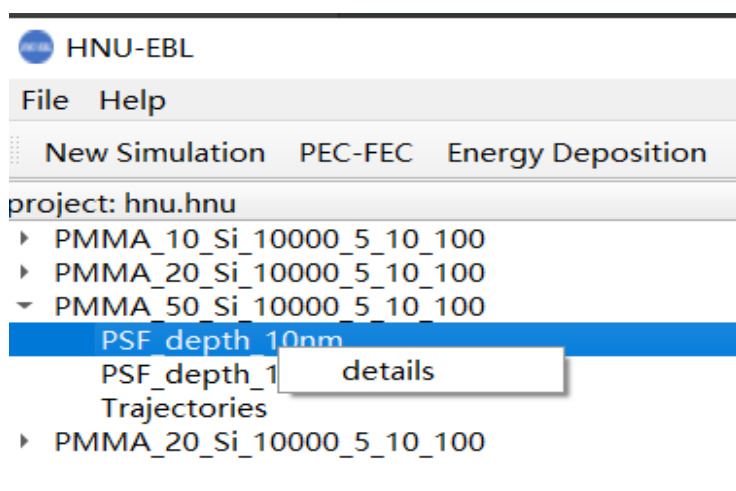 HNU-EBL
File Help
New Simulation PEC-FEC Energy Deposition
project: hnu.hnu
PMMA_10_Si_10000_5_10_100
PMMA_20_Si_10000_5_10_100
PMMA_50_Si_10000_5_10_100
PSF_depth_10nm
PSF_depth_1
details
Trajectories
PMMA_20_Si_10000_5_10_100